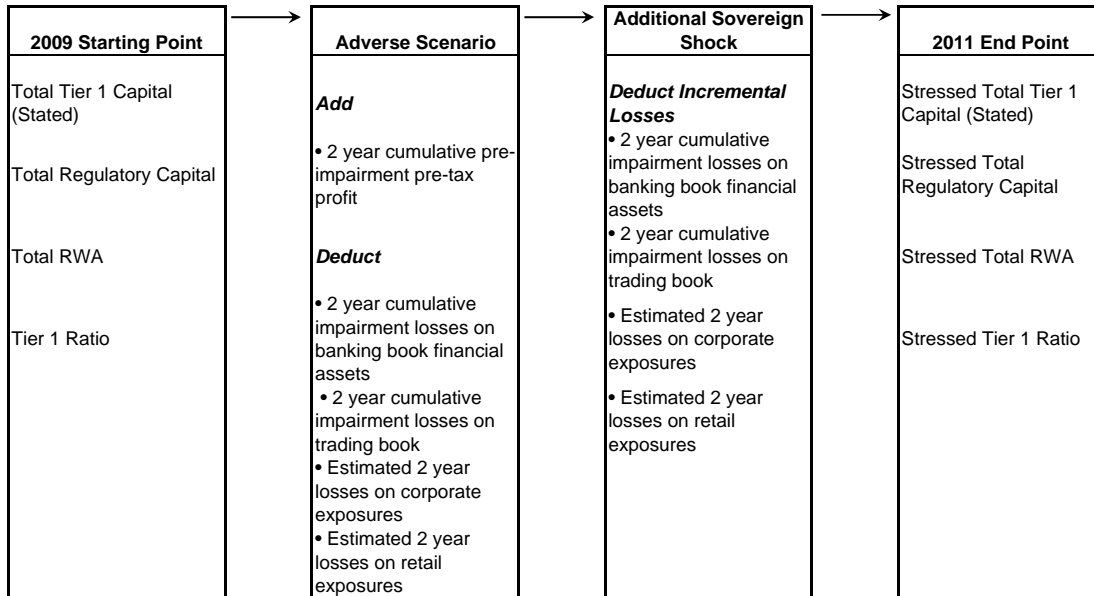 2009 Starting Point
Total Tier 1 Capital
(Stated)
Total Regulatory Capital
Total RWA
Tier 1 Ratio
Adverse Scenario
Add
• 2 year cumulative pre-
impairment pre-tax
profit
Deduct
• 2 year cumulative
impairment losses on
banking book financial
assets
• 2 year cumulative
impairment losses on
trading book
• Estimated 2 year
losses on corporate
exposures
• Estimated 2 year
losses on retail
exposures
Additional Sovereign
Shock
Deduct Incremental
Losses
• 2 year cumulative
impairment losses on
banking book financial
assets
• 2 year cumulative
impairment losses on
trading book
• Estimated 2 year
losses on corporate
exposures
• Estimated 2 year
losses on retail
exposures
2011 End Point
Stressed Total Tier 1
Capital (Stated)
Stressed Total
Regulatory Capital
Stressed Total RWA
Stressed Tier 1 Ratio